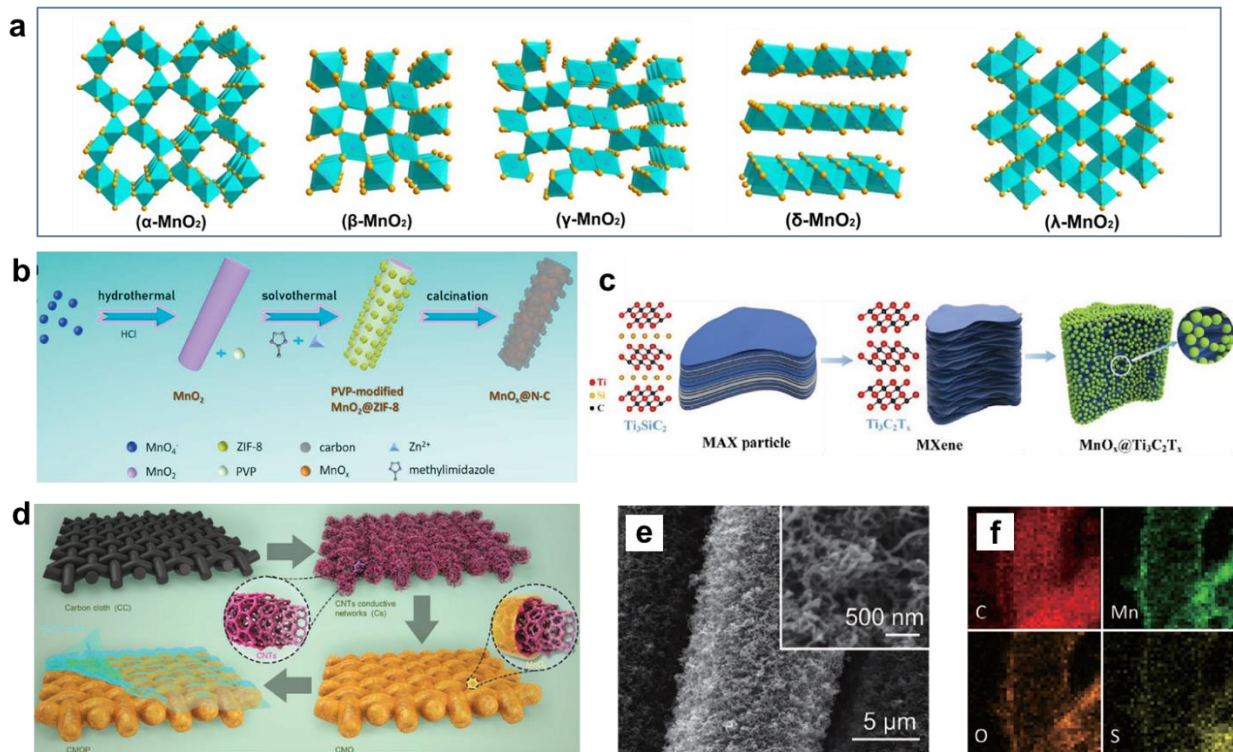 a
(α-MnO₂)
(β-MnO₂)
(γ-MnO₂)
(δ-MnO₂)
(λ-MnO₂)
b
hydrothermal
HCl
solvothermal
calcination
MnO₂
PVP-modified
MnO₂@ZIF-8
MnOₓ@N-C
MnO₄⁻
ZIF-8
carbon
Zn²⁺
MnO₂
PVP
MnOₓ
methylimidazole
c
Ti
Si
C
Ti₃SiC₂
MAX particle
Ti₃C₂Tₓ
MXene
MnOₓ@Ti₃C₂Tₓ
d
Carbon cloth (CC)
CNTs conductive
networks (Cs)
CNTs
CMOP
CMO
e
500 nm
5 μm
f
C
Mn
O
S